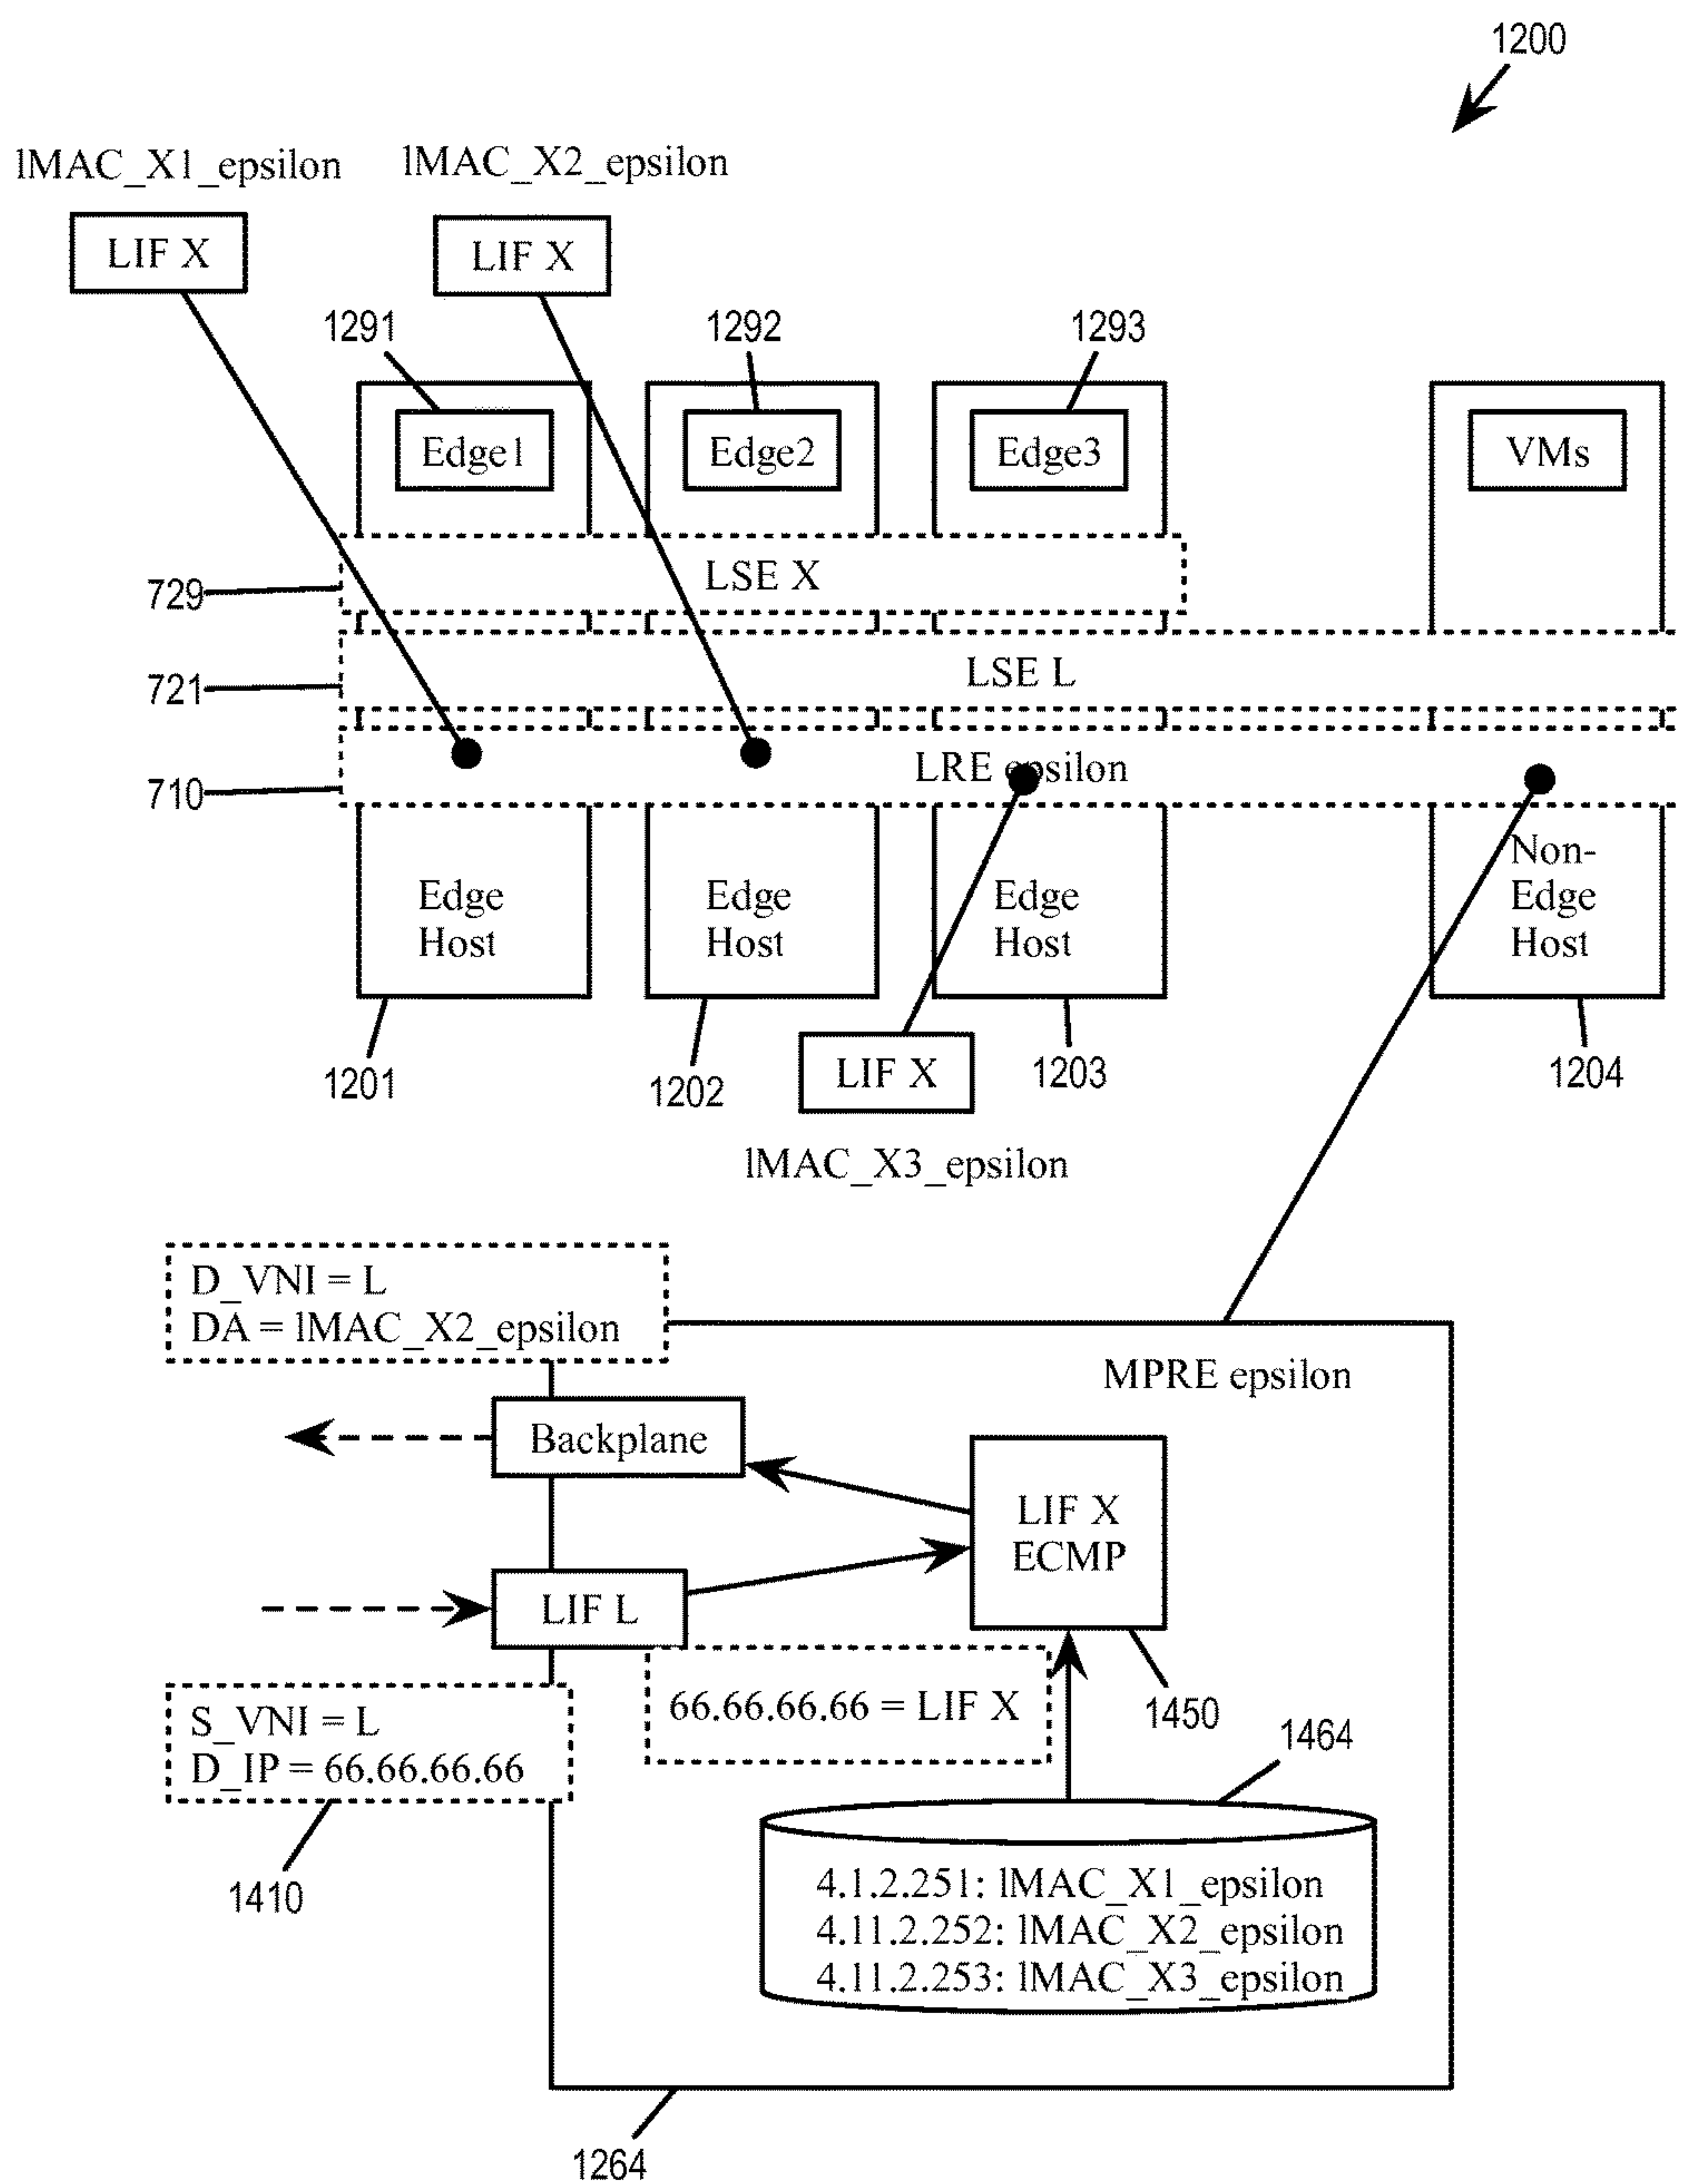 1200
lMAC_X1_epsilon
lMAC_X2_epsilon
LIF X
LIF X
1291
1292
1293
Edge1
Edge2
Edge3
VMs
LSE X
729
LSE L
721
LRE epsilon
710
Edge
Host
Edge
Host
Edge
Host
Non-
Edge
Host
1201
1202
LIF X
1203
1204
lMAC_X3_epsilon
D_VNI = L
DA = lMAC_X2_epsilon
MPRE epsilon
Backplane
LIF X
ECMP
LIF L
66.66.66.66 = LIF X
1450
S_VNI = L
D_IP = 66.66.66.66
1464
1410
4.1.2.251: lMAC_X1_epsilon
4.11.2.252: lMAC_X2_epsilon
4.11.2.253: lMAC_X3_epsilon
1264